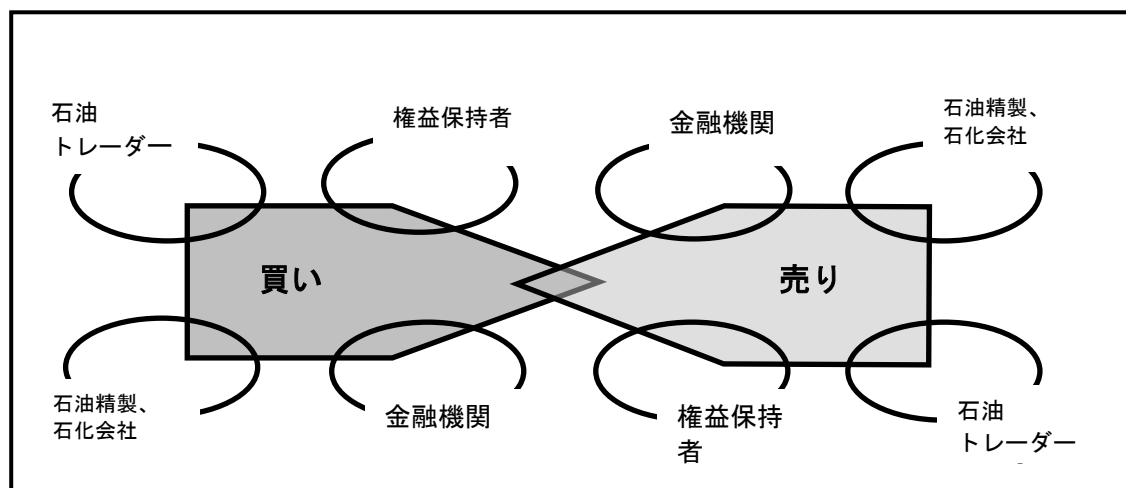 石油
トレーダー
権益保持者
金融機関
石油精製、
石化会社
買い
売り
石油精製、
石化会社
金融機関
権益保持
者
石油
トレーダー